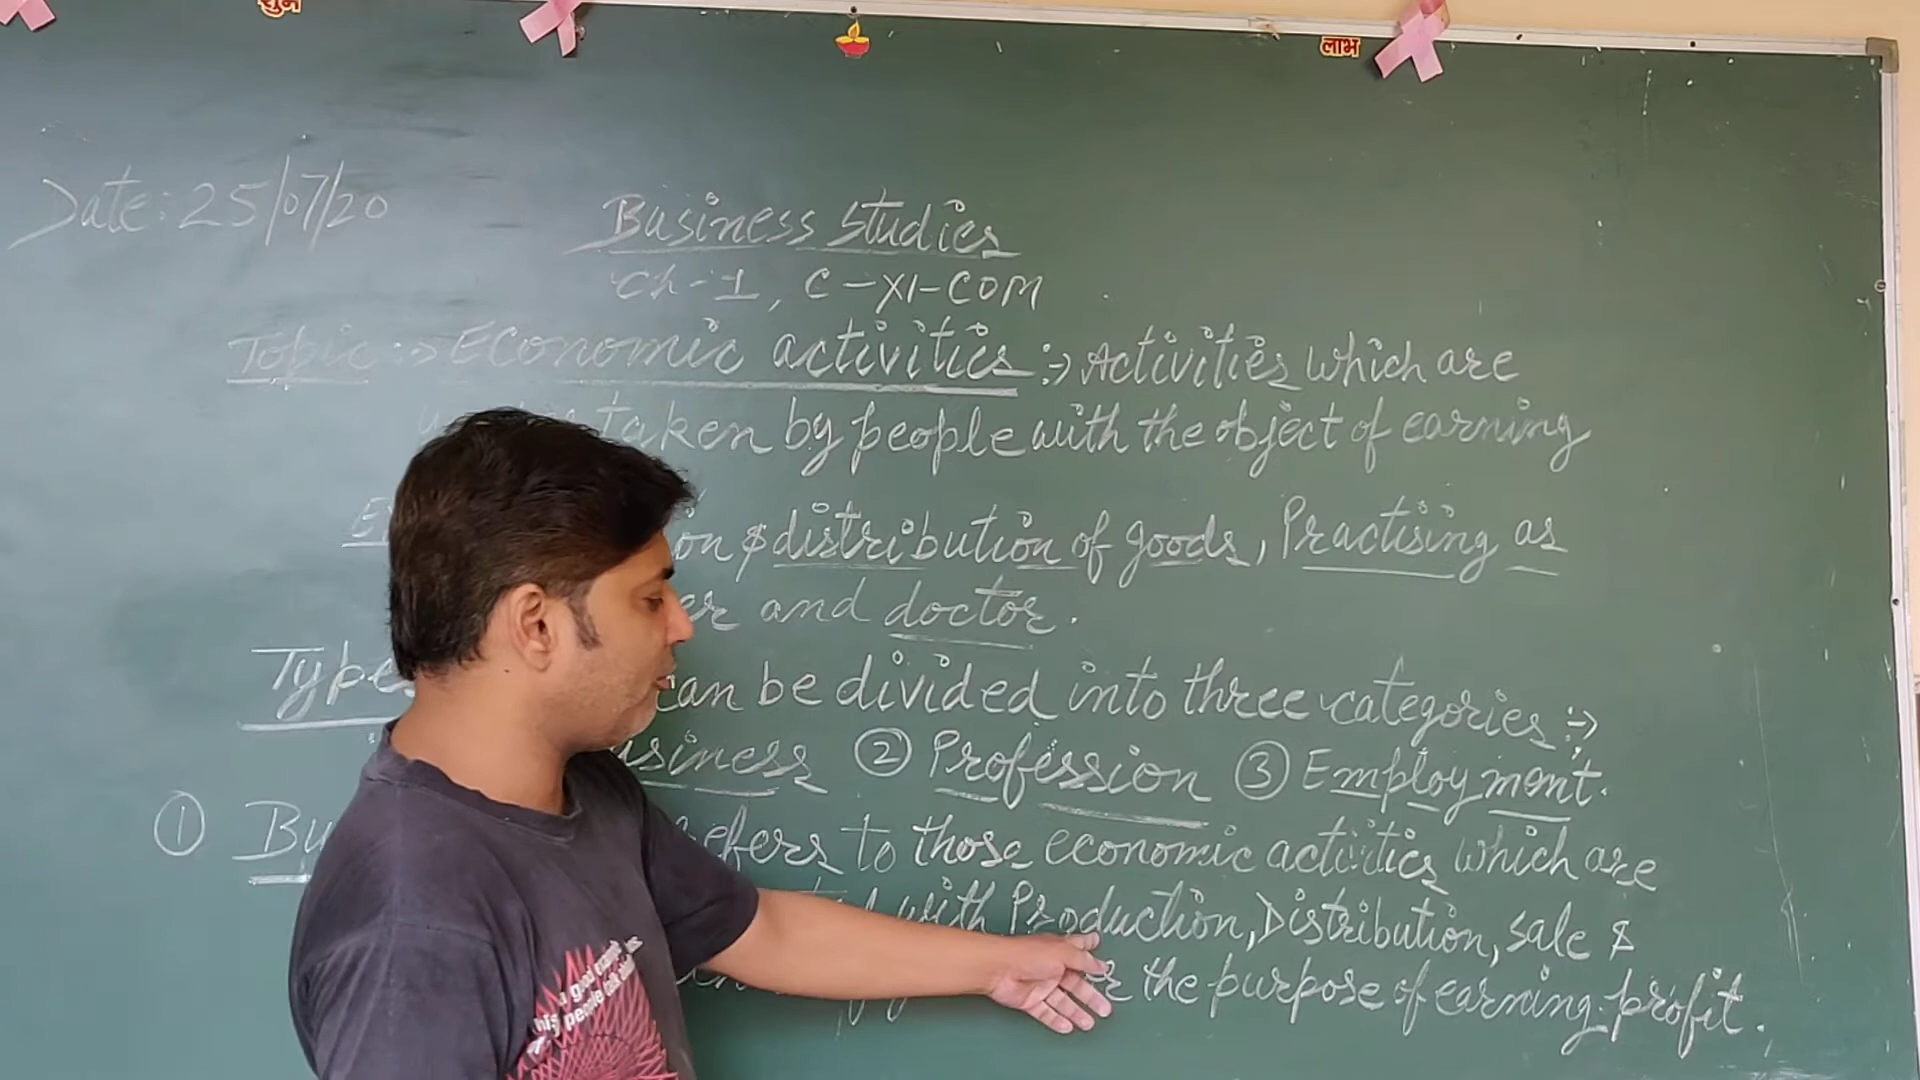 शुभ
लाभ
Date: 25/07/20
Business Studies
Ch-1, C-XI-COM
Topic :-> Economic activities :-> Activities which are
taken by people with the object of earning
& distribution of goods, Practising as
and doctor.
Types can be divided into three categories :->
② Profession ③ Employment.
① refers to those economic activities which are
with Production, Distribution, Sale &
the purpose of earning profit.